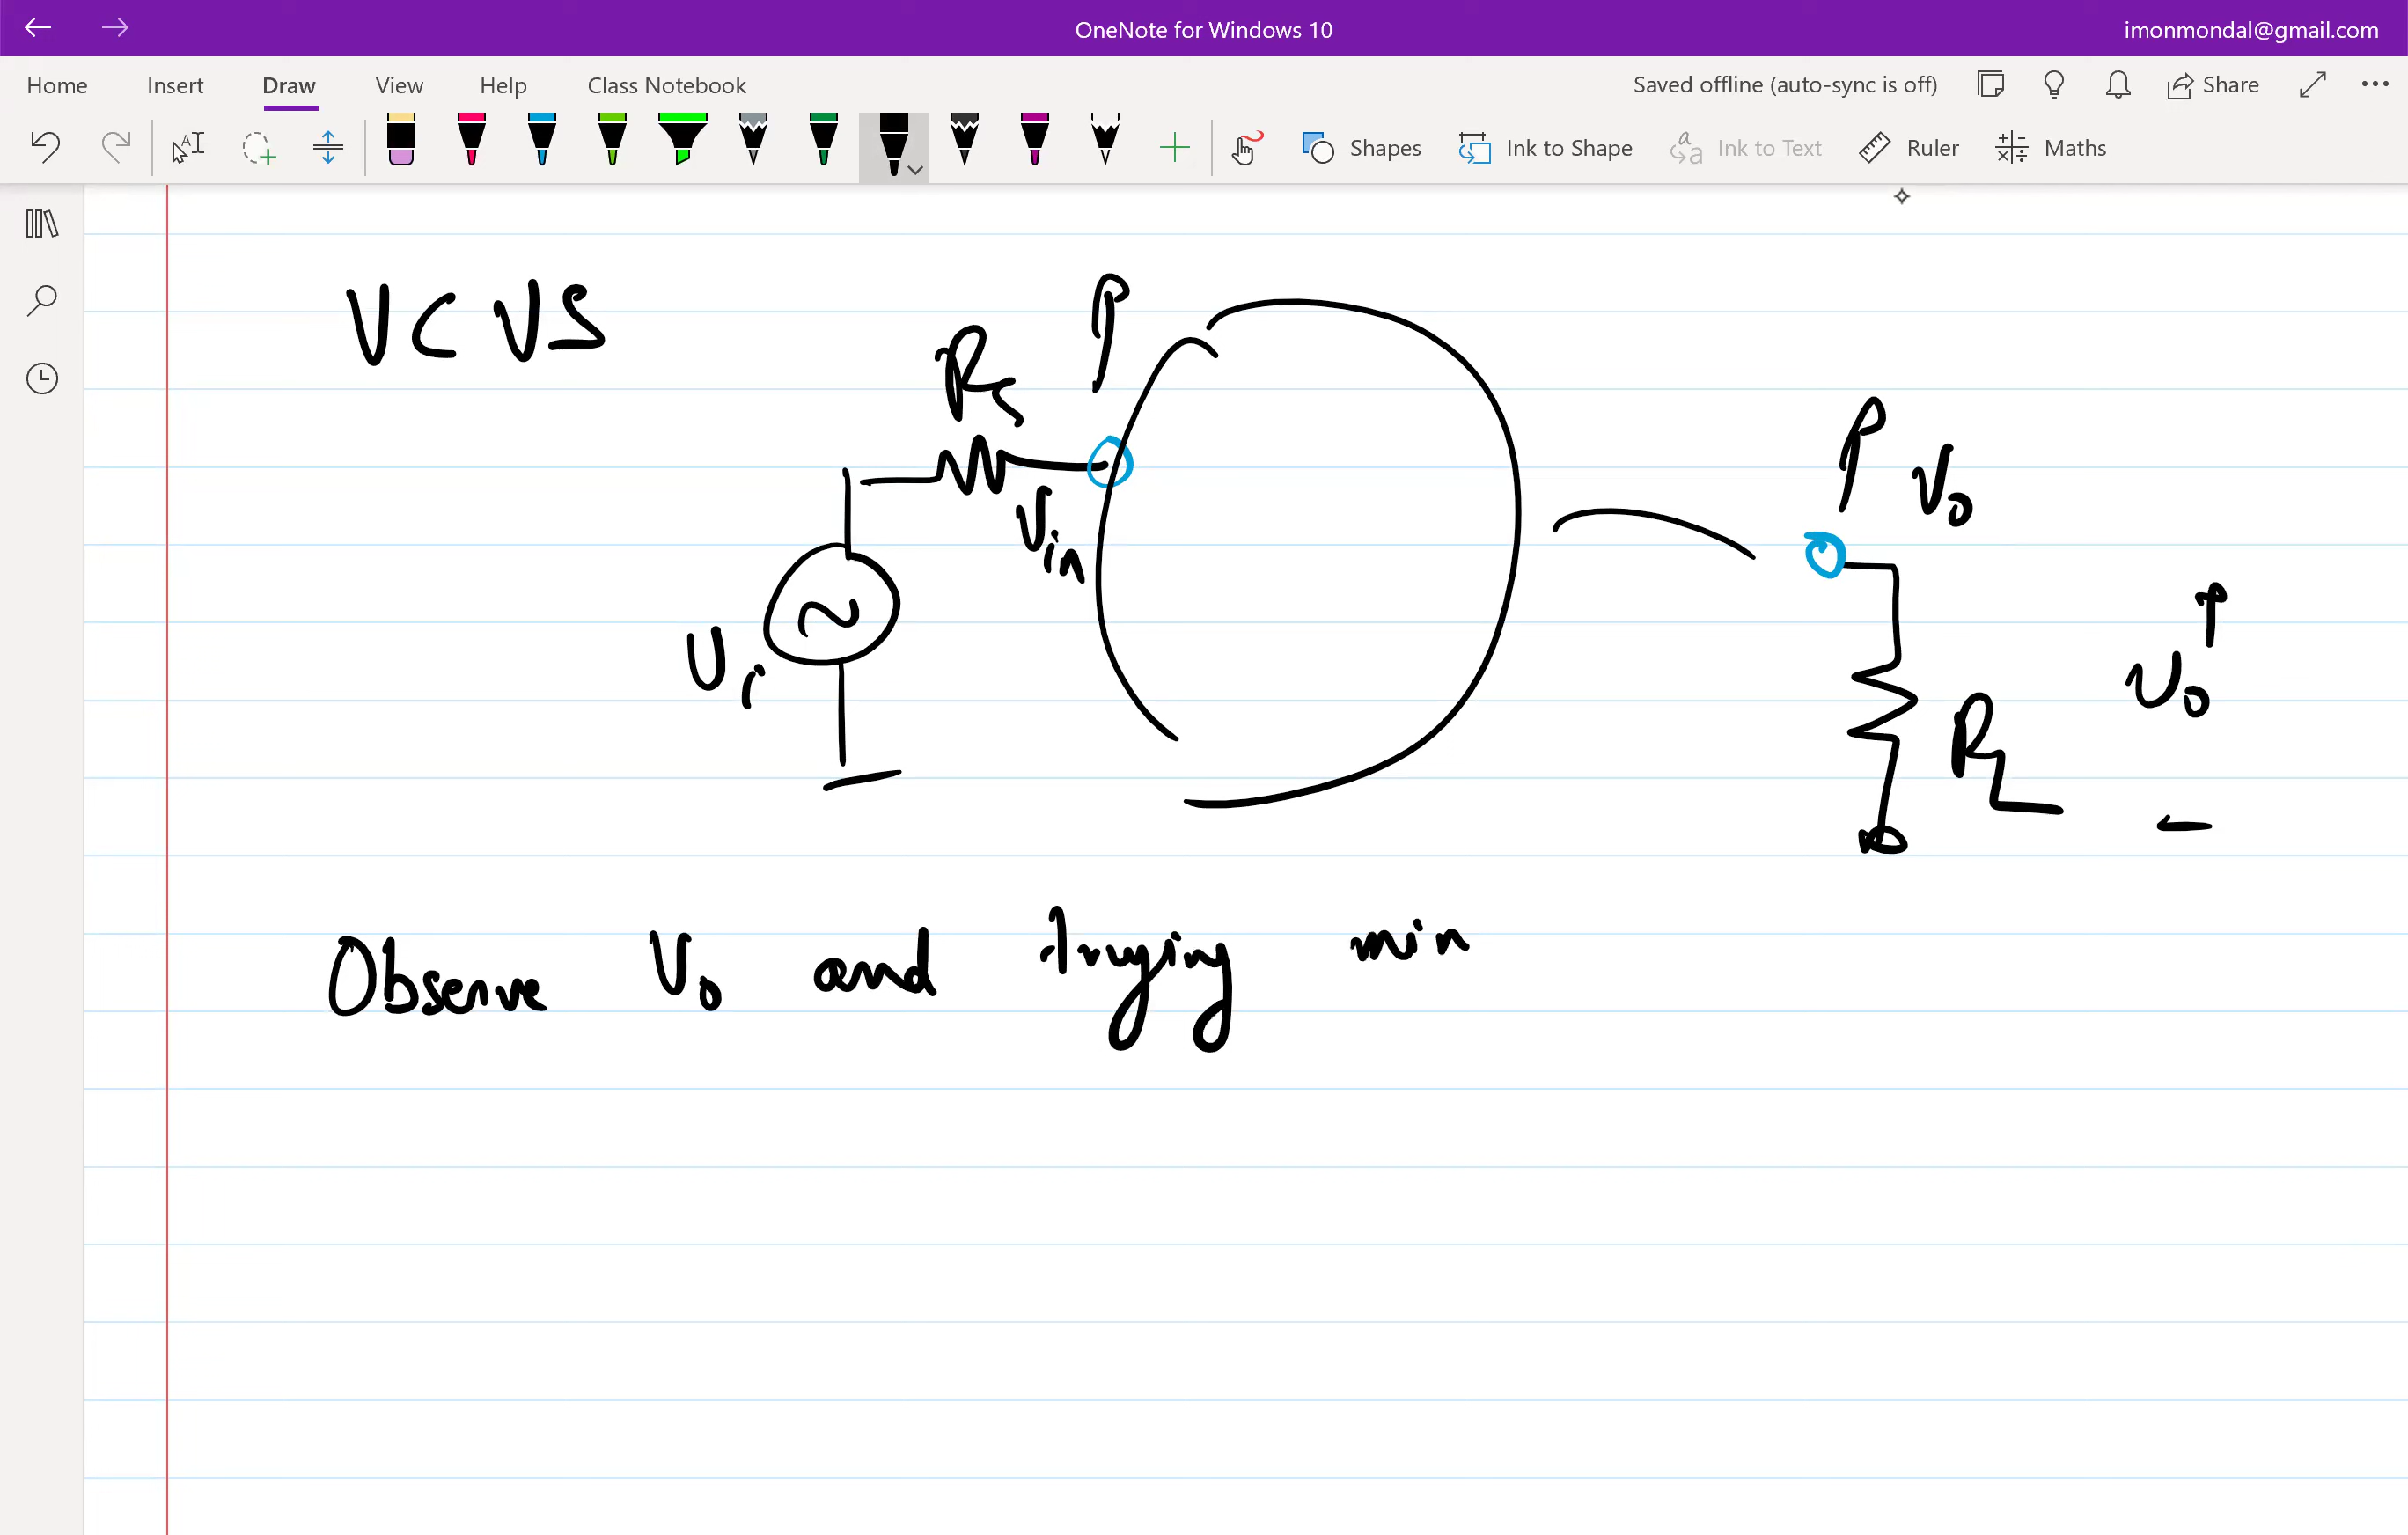 OneNote for Windows 10
imonmondal@gmail.com
Home Insert Draw View Help Class Notebook
Saved offline (auto-sync is off) Share
Shapes Ink to Shape Ink to Text Ruler Maths
VCVS
Rs
Vin
Vi
Vo
RL
vo
Observe Vo and trying min